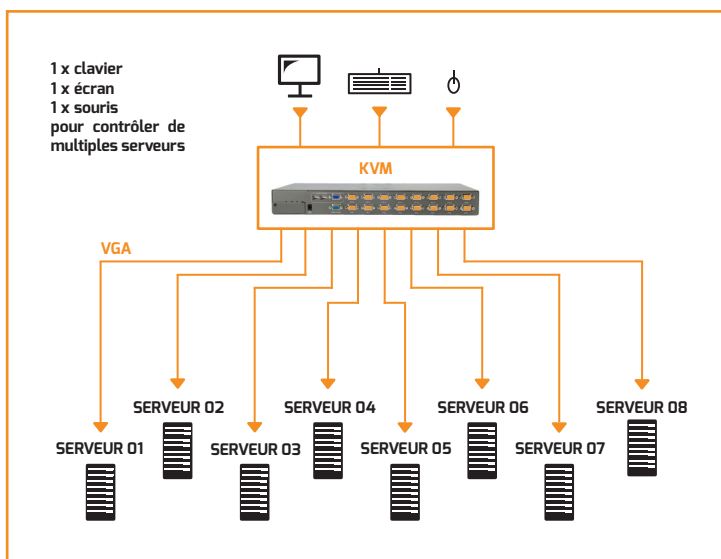 1 x clavier
1 x écran
1 x souris
pour contrôler de
multiples serveurs
KVM
VGA
SERVEUR 02
SERVEUR 04
SERVEUR 06
SERVEUR 08
SERVEUR 01
SERVEUR 03
SERVEUR 05
SERVEUR 07